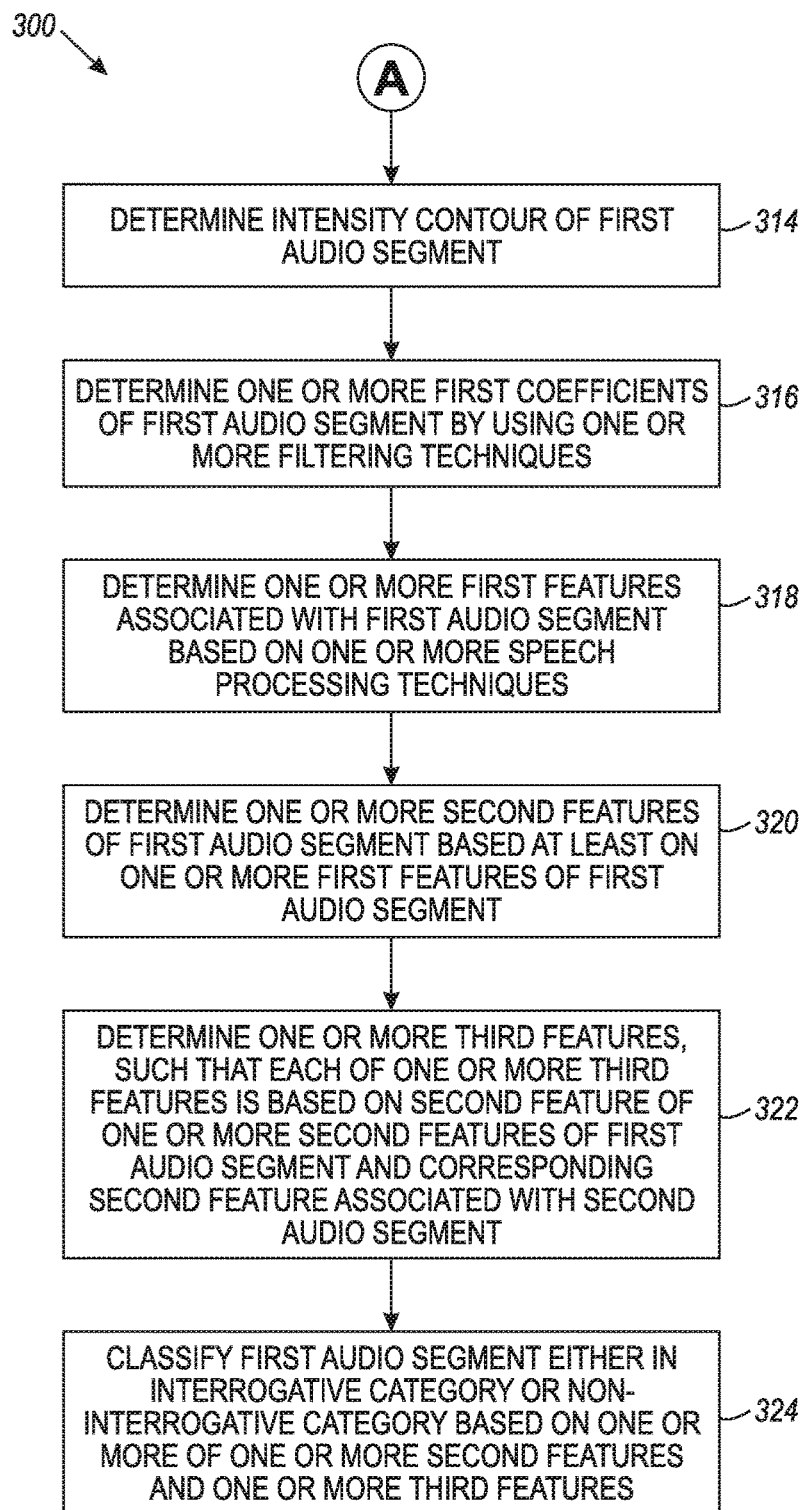 300
A
DETERMINE INTENSITY CONTOUR OF FIRST
AUDIO SEGMENT
314
DETERMINE ONE OR MORE FIRST COEFFICIENTS
OF FIRST AUDIO SEGMENT BY USING ONE OR
MORE FILTERING TECHNIQUES
316
DETERMINE ONE OR MORE FIRST FEATURES
ASSOCIATED WITH FIRST AUDIO SEGMENT
BASED ON ONE OR MORE SPEECH
PROCESSING TECHNIQUES
318
DETERMINE ONE OR MORE SECOND FEATURES
OF FIRST AUDIO SEGMENT BASED AT LEAST ON
ONE OR MORE FIRST FEATURES OF FIRST
AUDIO SEGMENT
320
DETERMINE ONE OR MORE THIRD FEATURES,
SUCH THAT EACH OF ONE OR MORE THIRD
FEATURES IS BASED ON SECOND FEATURE OF
ONE OR MORE SECOND FEATURES OF FIRST
AUDIO SEGMENT AND CORRESPONDING
SECOND FEATURE ASSOCIATED WITH SECOND
AUDIO SEGMENT
322
CLASSIFY FIRST AUDIO SEGMENT EITHER IN
INTERROGATIVE CATEGORY OR NON-
INTERROGATIVE CATEGORY BASED ON ONE OR
MORE OF ONE OR MORE SECOND FEATURES
AND ONE OR MORE THIRD FEATURES
324